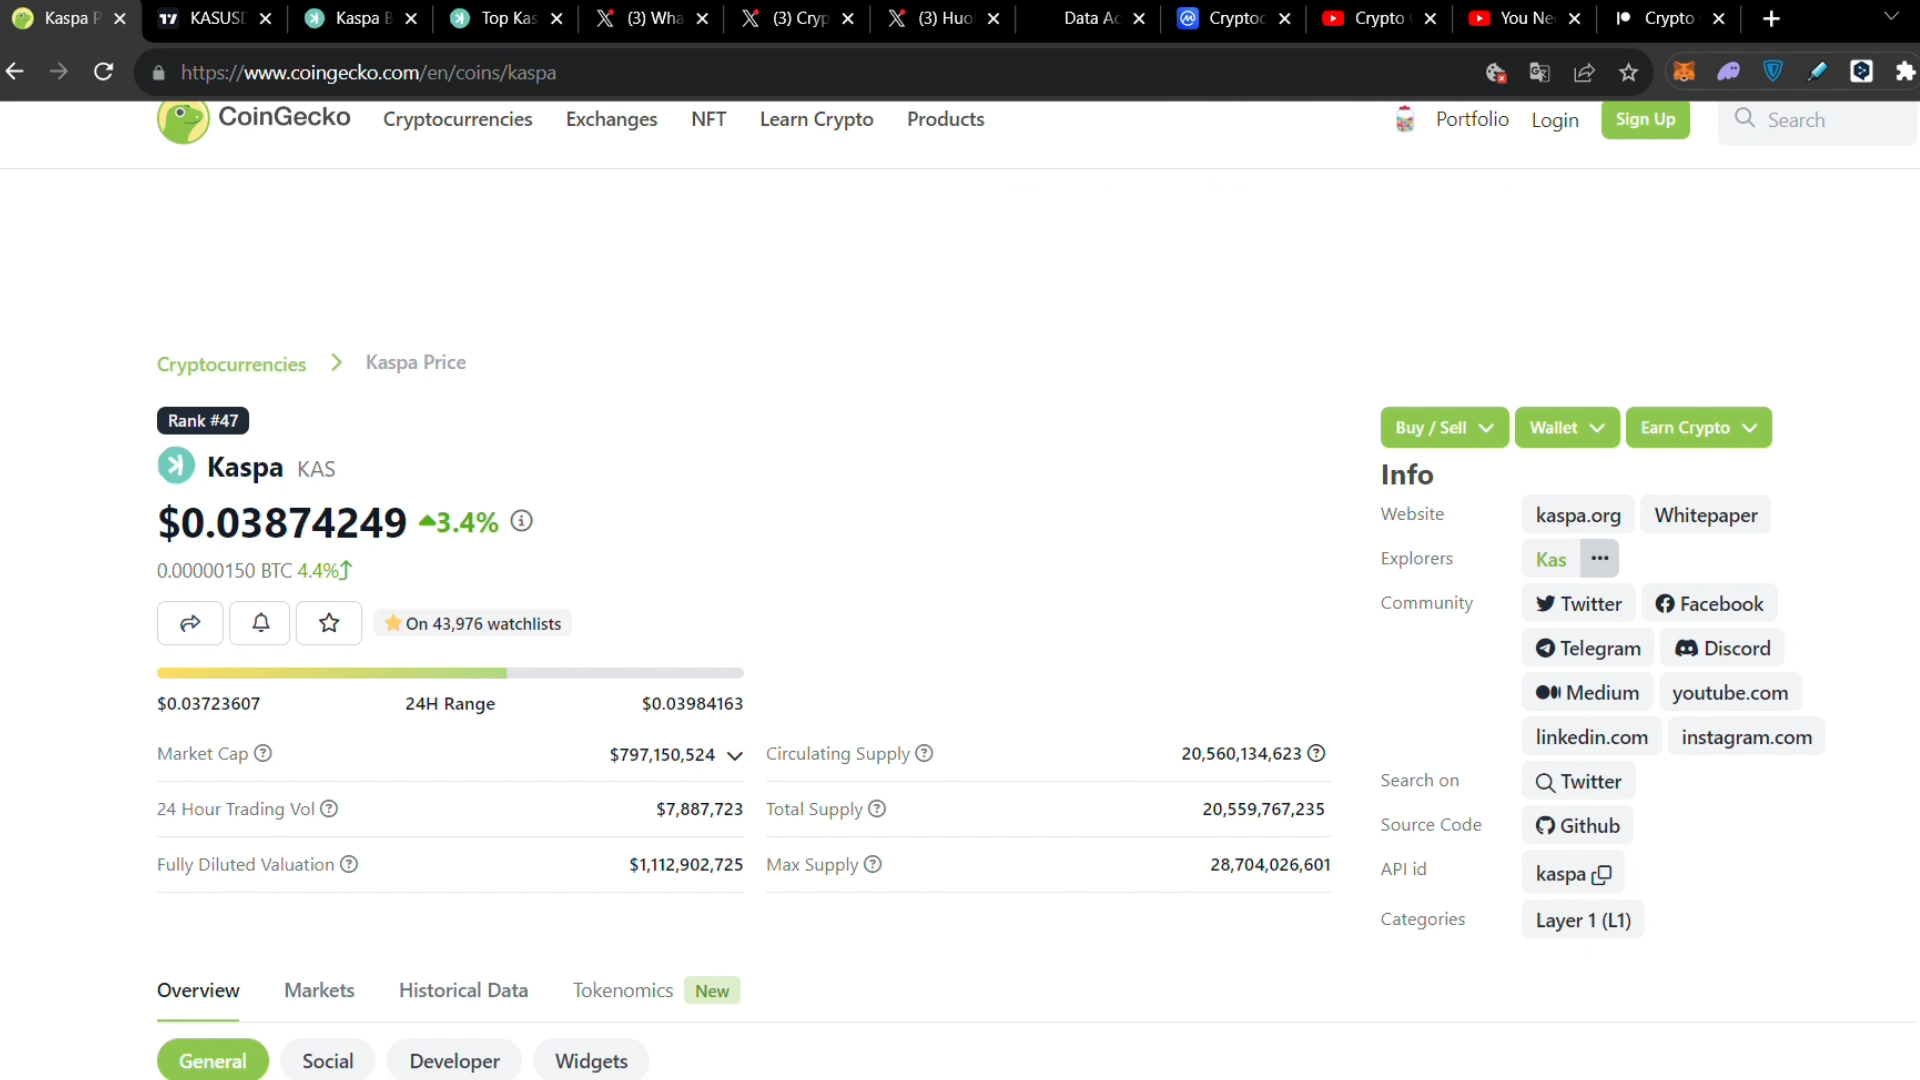 Kaspa P
KASUSD
Kaspa B
Top Kas
(3) Wha
(3) Cryp
(3) Huo
Data Ac
Cryptoc
Crypto
You Ne
Crypto
https://www.coingecko.com/en/coins/kaspa
CoinGecko
Cryptocurrencies
Exchanges
NFT
Learn Crypto
Products
Portfolio
Login
Sign Up
Search
Cryptocurrencies
Kaspa Price
Rank #47
Kaspa KAS
$0.03874249 3.4%
0.00000150 BTC 4.4%
On 43,976 watchlists
$0.03723607 24H Range $0.03984163
Market Cap $797,150,524
24 Hour Trading Vol $7,887,723
Fully Diluted Valuation $1,112,902,725
Circulating Supply 20,560,134,623
Total Supply 20,559,767,235
Max Supply 28,704,026,601
Buy / Sell
Wallet
Earn Crypto
Info
Website kaspa.org Whitepaper
Explorers Kas
Community Twitter Facebook
Telegram Discord
Medium youtube.com
linkedin.com instagram.com
Search on Twitter
Source Code Github
API id kaspa
Categories Layer 1 (L1)
Overview
Markets
Historical Data
Tokenomics New
General
Social
Developer
Widgets